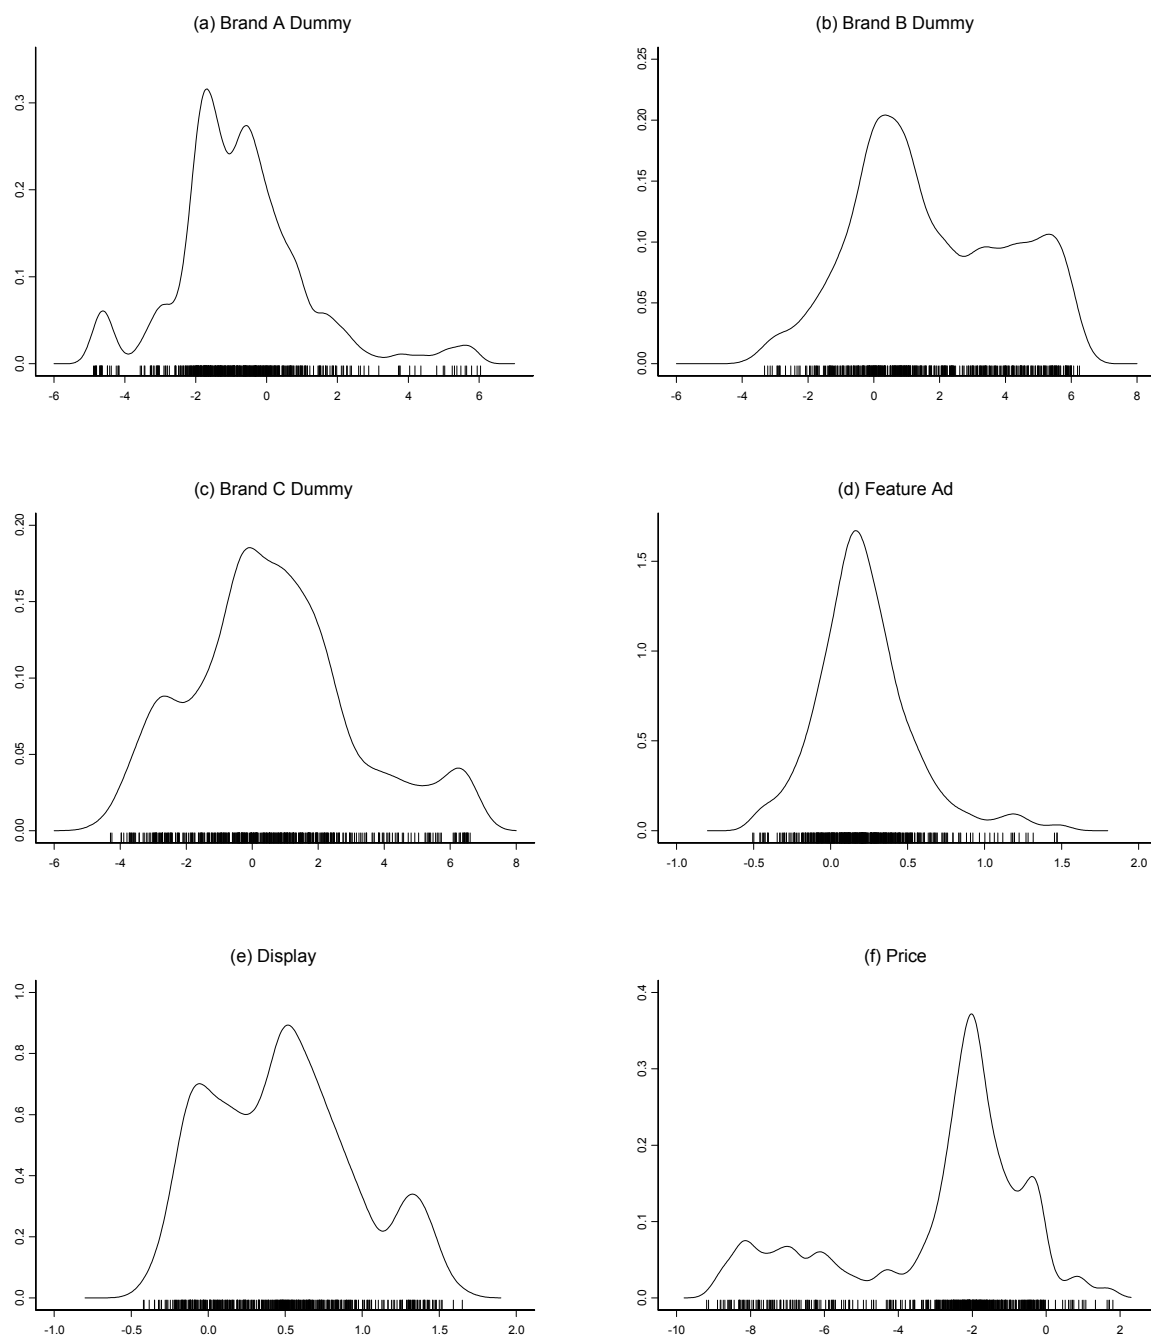 (a) Brand A Dummy
0.3
0.2
0.1
0.0
-6 -4 -2 0 2 4 6
(b) Brand B Dummy
0.25
0.20
0.15
0.10
0.05
0.00
-6 -4 -2 0 2 4 6 8
(c) Brand C Dummy
0.20
0.15
0.10
0.05
0.00
-6 -4 -2 0 2 4 6 8
(d) Feature Ad
1.5
1.0
0.5
0.0
-1.0 -0.5 0.0 0.5 1.0 1.5 2.0
(e) Display
1.0
0.8
0.6
0.4
0.2
0.0
-1.0 -0.5 0.0 0.5 1.0 1.5 2.0
(f) Price
0.4
0.3
0.2
0.1
0.0
-10 -8 -6 -4 -2 0 2